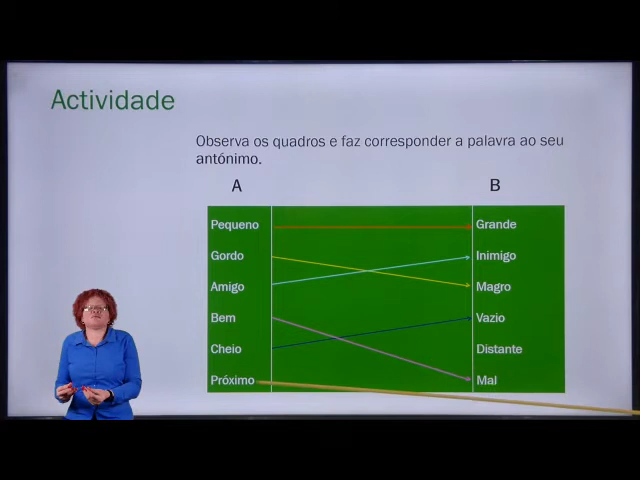 Actividade
Observa os quadros e faz corresponder a palavra ao seu
antónimo.
A B
Pequeno Grande
Gordo Inimigo
Amigo Magro
Bem Vazio
Cheio Distante
Próximo Mal